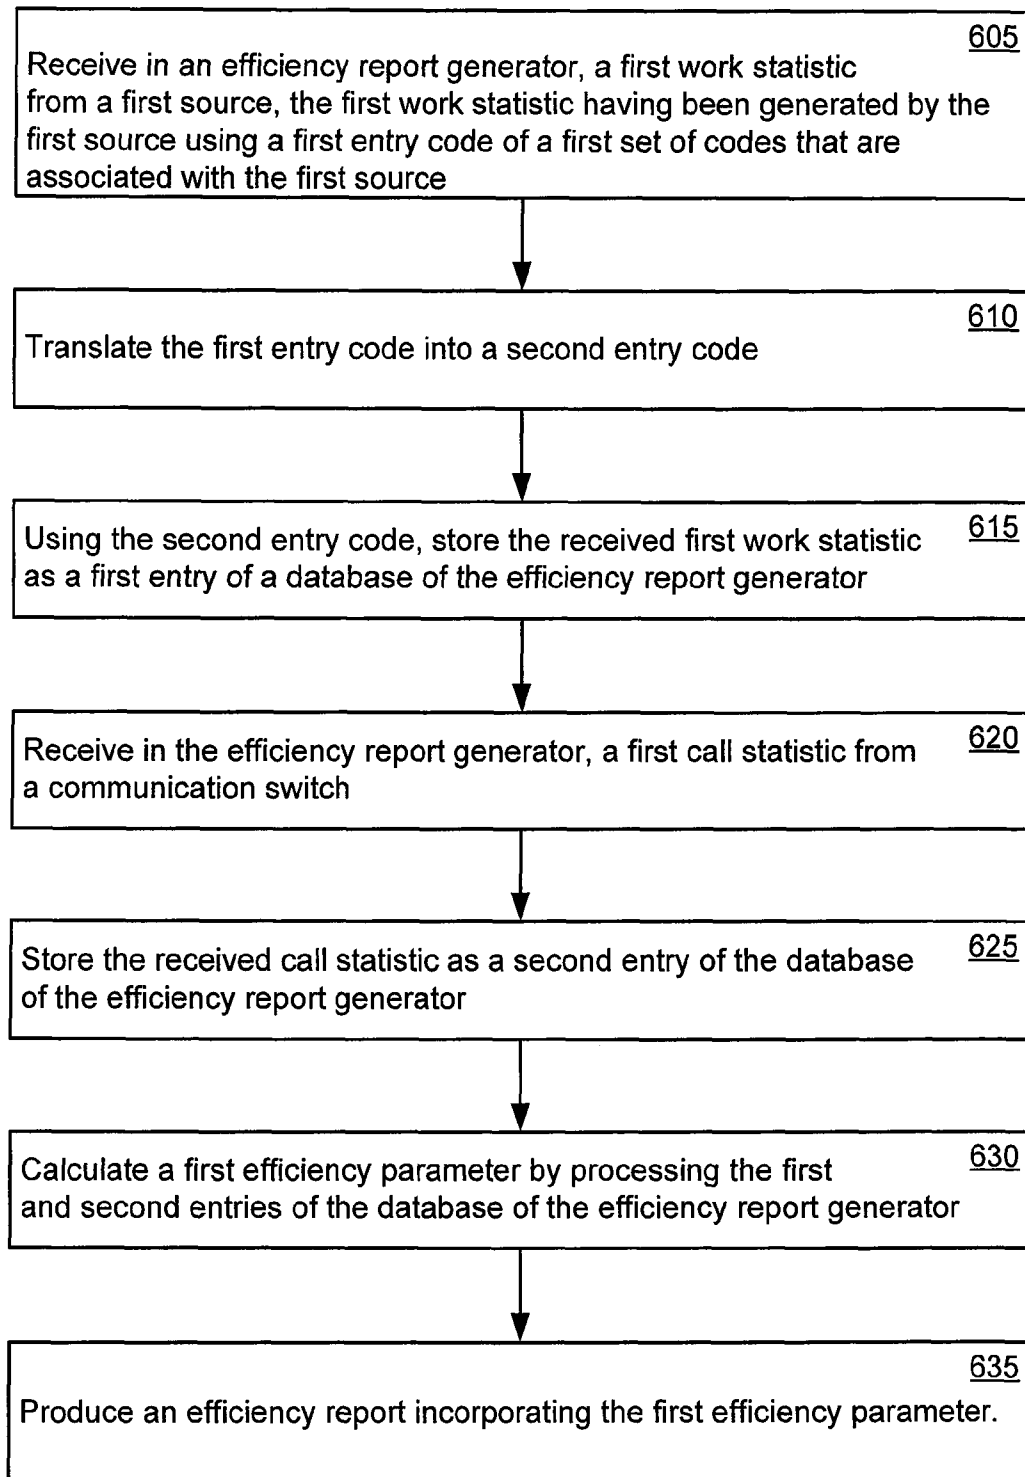 605
Receive in an efficiency report generator, a first work statistic
from a first source, the first work statistic having been generated by the
first source using a first entry code of a first set of codes that are
associated with the first source
610
Translate the first entry code into a second entry code
615
Using the second entry code, store the received first work statistic
as a first entry of a database of the efficiency report generator
620
Receive in the efficiency report generator, a first call statistic from
a communication switch
625
Store the received call statistic as a second entry of the database
of the efficiency report generator
630
Calculate a first efficiency parameter by processing the first
and second entries of the database of the efficiency report generator
635
Produce an efficiency report incorporating the first efficiency parameter.